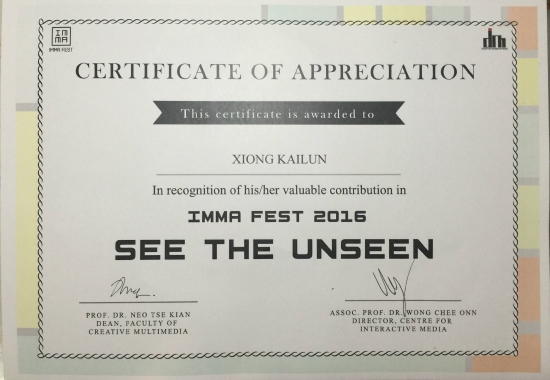 IM
MA
IMMA FEST
CERTIFICATE OF APPRECIATION
This certificate is awarded to
XIONG KAILUN
In recognition of his/her valuable contribution in
IMMA FEST 2016
SEE THE UNSEEN
PROF. DR. NEO TSE KIAN
DEAN, FACULTY OF
CREATIVE MULTIMEDIA
ASSOC. PROF. DR. WONG CHEE ONN
DIRECTOR, CENTRE FOR
INTERACTIVE MEDIA